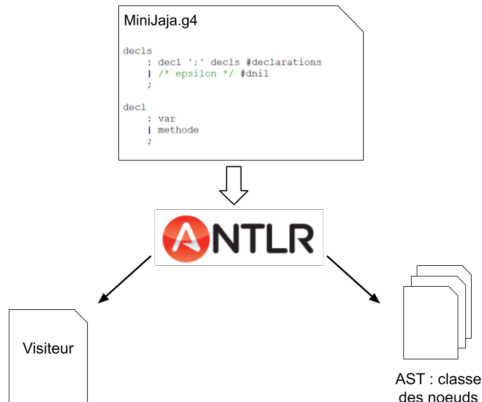 MiniJaja.g4
decls
: decl ';' decls #declarations
| /* epsilon */ #dnil
;
decl
: var
| methode
;
ANTLR
Visiteur
AST : classe
des noeuds